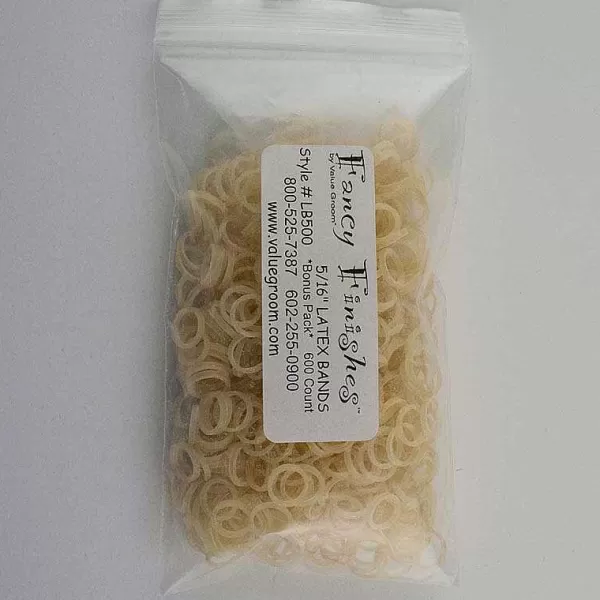 Fancy Finishes™
by Value Groom®
5/16" LATEX BANDS
Style # LB500 *Bonus Pack* 600 Count
800-525-7387 602-255-0900
www.valuegroom.com